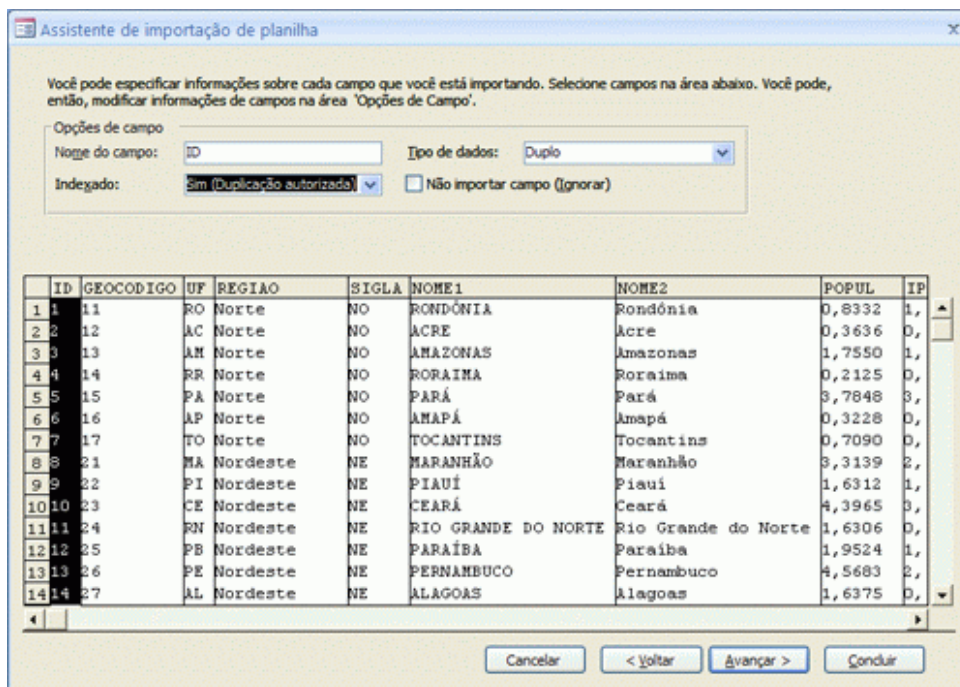 Assistente de importação de planilha
Você pode especificar informações sobre cada campo que você está importando. Selecione campos na área abaixo. Você pode,
então, modificar informações de campos na área 'Opções de Campo'.
Opções de campo
Nome do campo: ID Tipo de dados: Duplo
Indexado: Sim (Duplicação autorizada) Não importar campo (Ignorar)
ID GEOCODIGO UF REGIAO SIGLA NOME1 NOME2 POPUL IP
1 1 11 RO Norte NO RONDÔNIA Rondônia 0,8332 1,
2 2 12 AC Norte NO ACRE Acre 0,3636 0,
3 3 13 AM Norte NO AMAZONAS Amazonas 1,7550 1,
4 4 14 RR Norte NO RORAIMA Roraima 0,2125 0,
5 5 15 PA Norte NO PARÁ Pará 3,7848 3,
6 6 16 AP Norte NO AMAPÁ Amapá 0,3228 0,
7 7 17 TO Norte NO TOCANTINS Tocantins 0,7090 0,
8 8 21 MA Nordeste NE MARANHÃO Maranhão 3,3139 2,
9 9 22 PI Nordeste NE PIAUÍ Piauí 1,6312 1,
10 10 23 CE Nordeste NE CEARÁ Ceará 4,3965 3,
11 11 24 RN Nordeste NE RIO GRANDE DO NORTE Rio Grande do Norte 1,6306 0,
12 12 25 PB Nordeste NE PARAÍBA Paraíba 1,9524 1,
13 13 26 PE Nordeste NE PERNAMBUCO Pernambuco 4,5683 2,
14 14 27 AL Nordeste NE ALAGOAS Alagoas 1,6375 0,
Cancelar < Voltar Avançar > Concluir